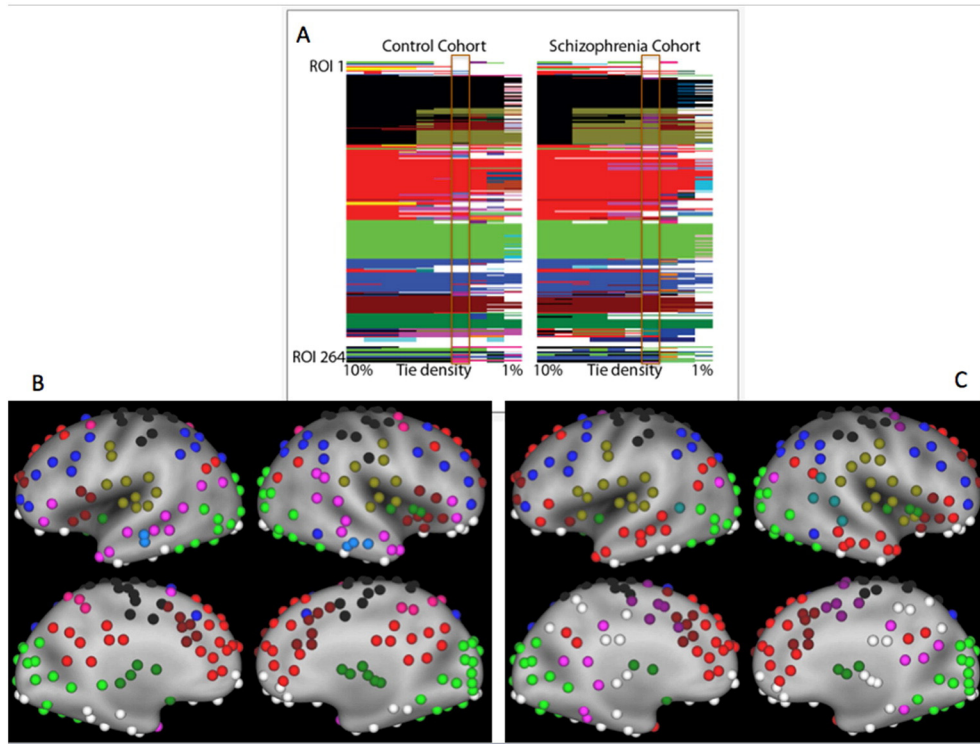 A
Control Cohort
Schizophrenia Cohort
ROI 1
ROI 264
10%
Tie density
1%
10%
Tie density
1%
B
C